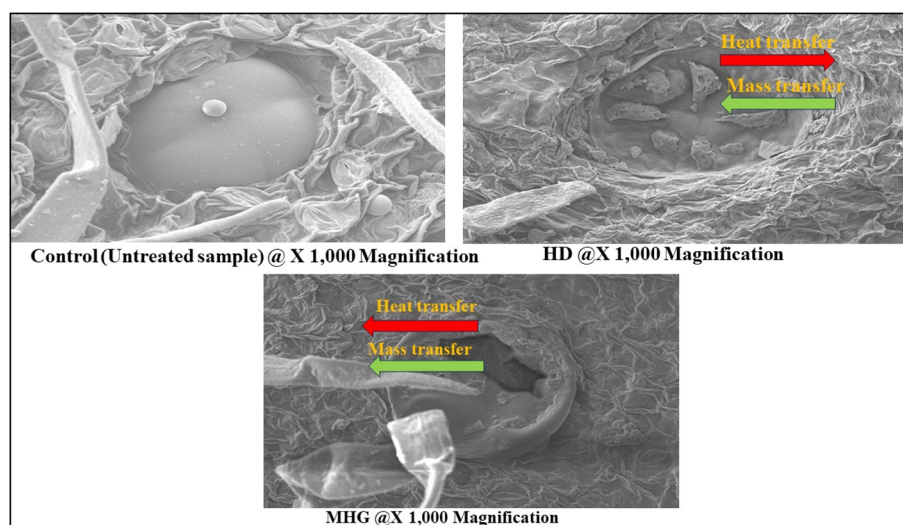 Heat transfer
Mass transfer
Control (Untreated sample) @ X 1,000 Magnification
HD @X 1,000 Magnification
Heat transfer
Mass transfer
MHG @X 1,000 Magnification